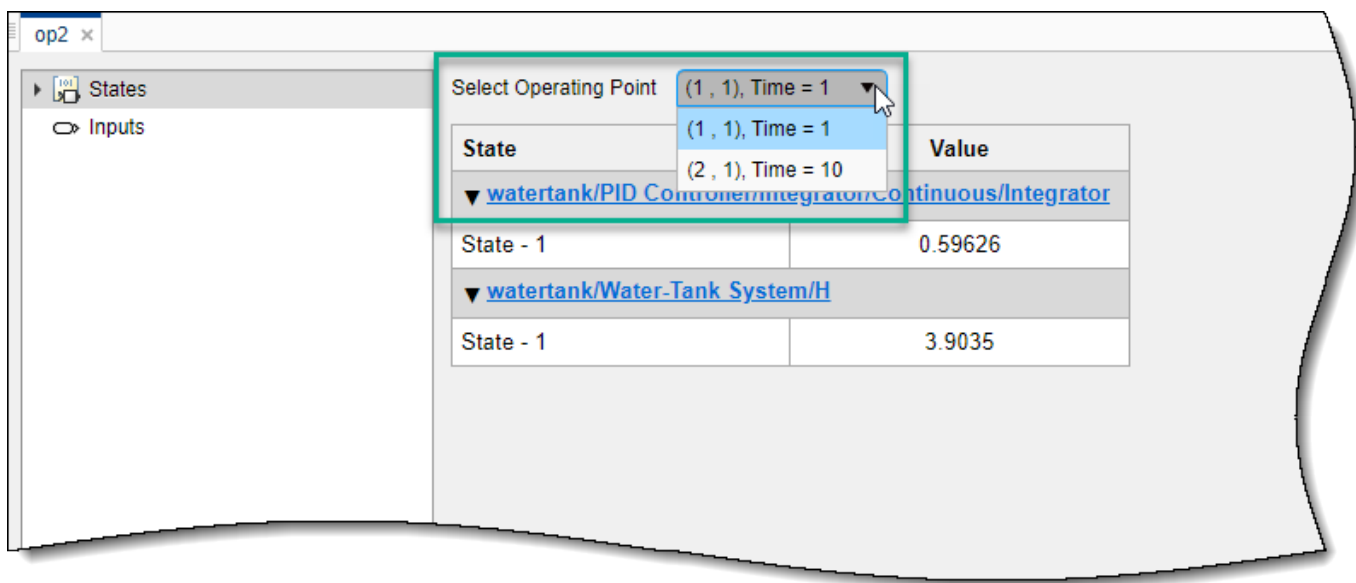 op2 ×
States
Inputs
Select Operating Point (1 , 1), Time = 1
(1 , 1), Time = 1
(2 , 1), Time = 10
State Value
watertank/PID Controller/Integrator/Continuous/Integrator
State - 1 0.59626
watertank/Water-Tank System/H
State - 1 3.9035